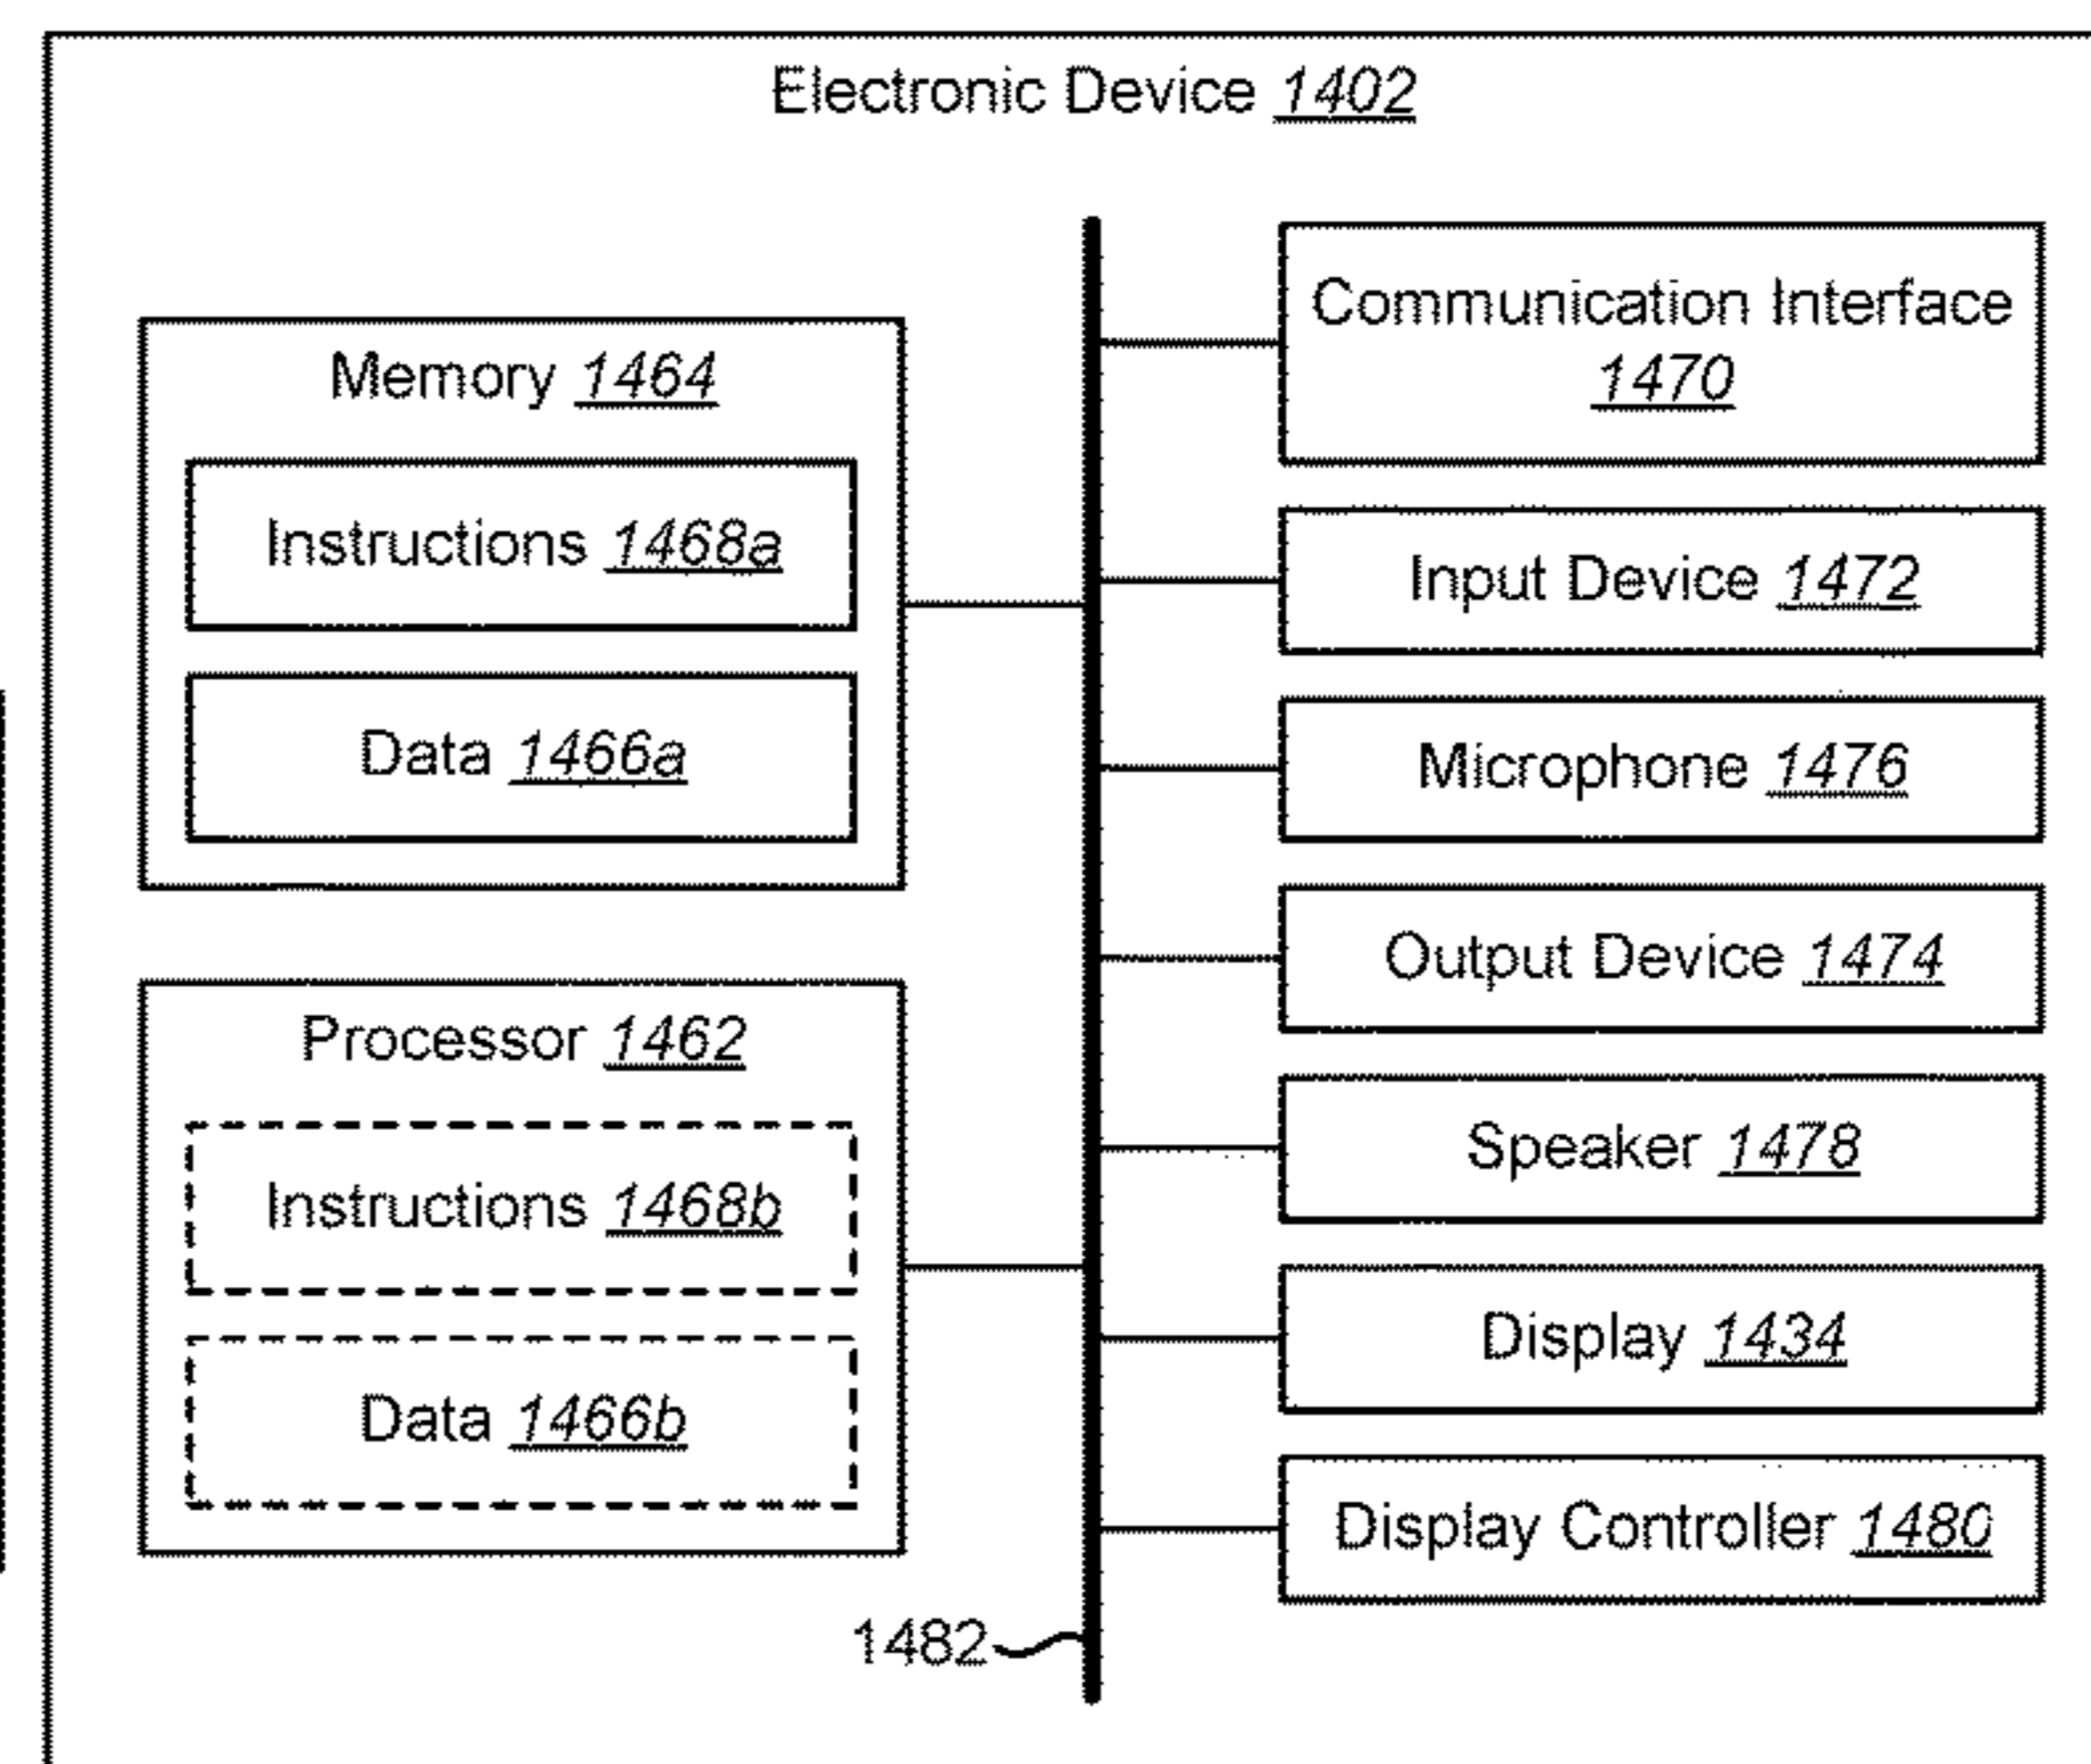 Electronic Device 1402
Memory 1464
Instructions 1468a
Data 1466a
Processor 1462
Instructions 1468b
Data 1466b
1482
Communication Interface
1470
Input Device 1472
Microphone 1476
Output Device 1474
Speaker 1478
Display 1434
Display Controller 1480